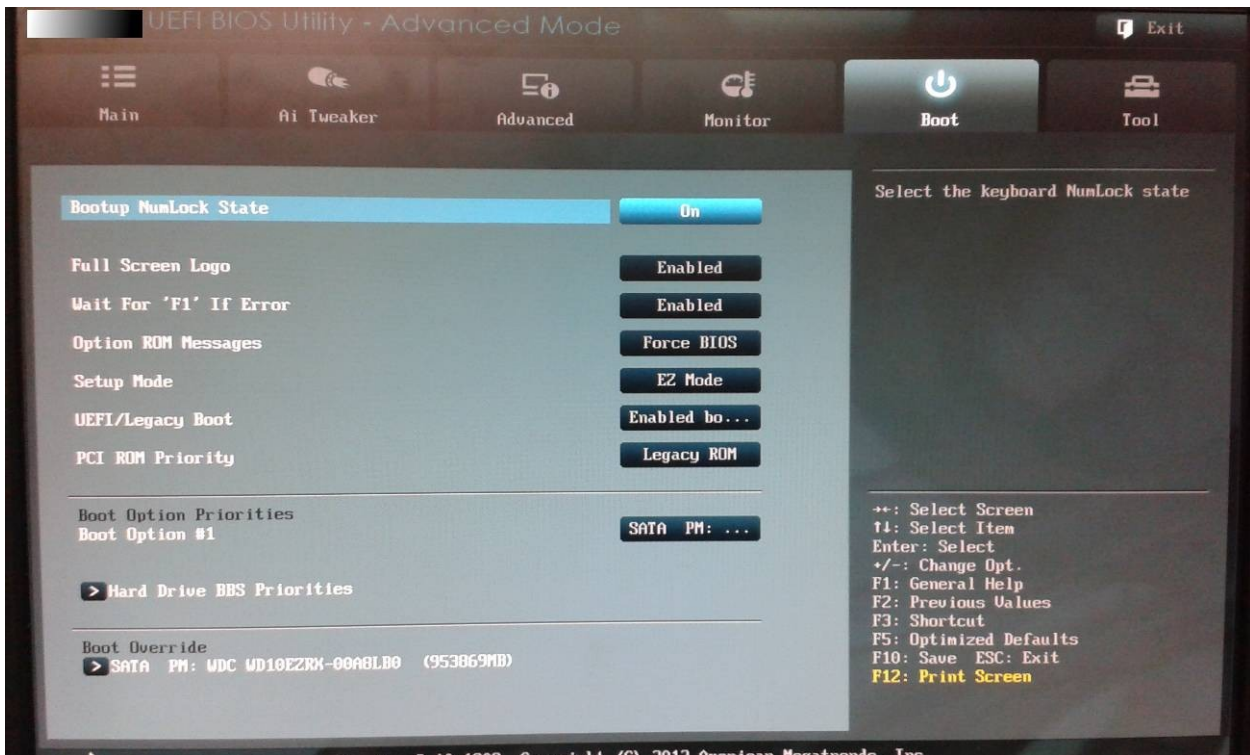 UEFI BIOS Utility - Advanced Mode
Exit
Main
Ai Tweaker
Advanced
Monitor
Boot
Tool
Bootup NumLock State
On
Select the keyboard NumLock state
Full Screen Logo
Enabled
Wait For 'F1' If Error
Enabled
Option ROM Messages
Force BIOS
Setup Mode
EZ Mode
UEFI/Legacy Boot
Enabled bo...
PCI ROM Priority
Legacy ROM
Boot Option Priorities
Boot Option #1
SATA PM: ...
> Hard Drive BBS Priorities
Boot Override
> SATA PM: WDC WD10EZRX-00A8LB0 (953869MB)
→←: Select Screen
↑↓: Select Item
Enter: Select
+/-: Change Opt.
F1: General Help
F2: Previous Values
F3: Shortcut
F5: Optimized Defaults
F10: Save ESC: Exit
F12: Print Screen
Copyright (C) 2012 American Megatrends, Inc.